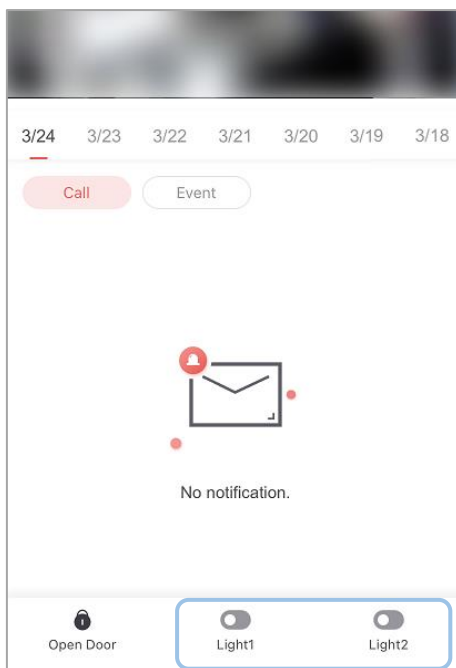 3/24 3/23 3/22 3/21 3/20 3/19 3/18
Call Event
No notification.
Open Door Light1 Light2